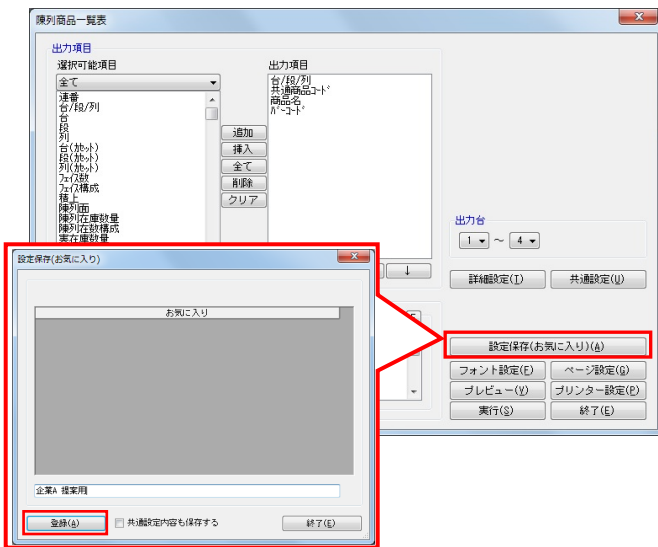 陳列商品一覧表
出力項目
選択可能項目
全て
連番
台/段/列
台
段
列
台(ｶｾｯﾄ)
段(ｶｾｯﾄ)
列(ｶｾｯﾄ)
ﾌｪｲｽ数
ﾌｪｲｽ構成
積上
陳列面
陳列在庫数量
陳列在数構成
実在庫数量
追加
挿入
全て
削除
クリア
出力項目
台/段/列
共通商品ｺｰﾄﾞ
商品名
ﾊﾞｰｺｰﾄﾞ
↓
出力台
1 ～ 4
詳細設定(T) 共通設定(U)
設定保存(お気に入り)(A)
フォント設定(F) ページ設定(G)
プレビュー(V) プリンター設定(P)
実行(S) 終了(E)
設定保存(お気に入り)
お気に入り
企業A 提案用
登録(A) 共通設定内容も保存する 終了(E)